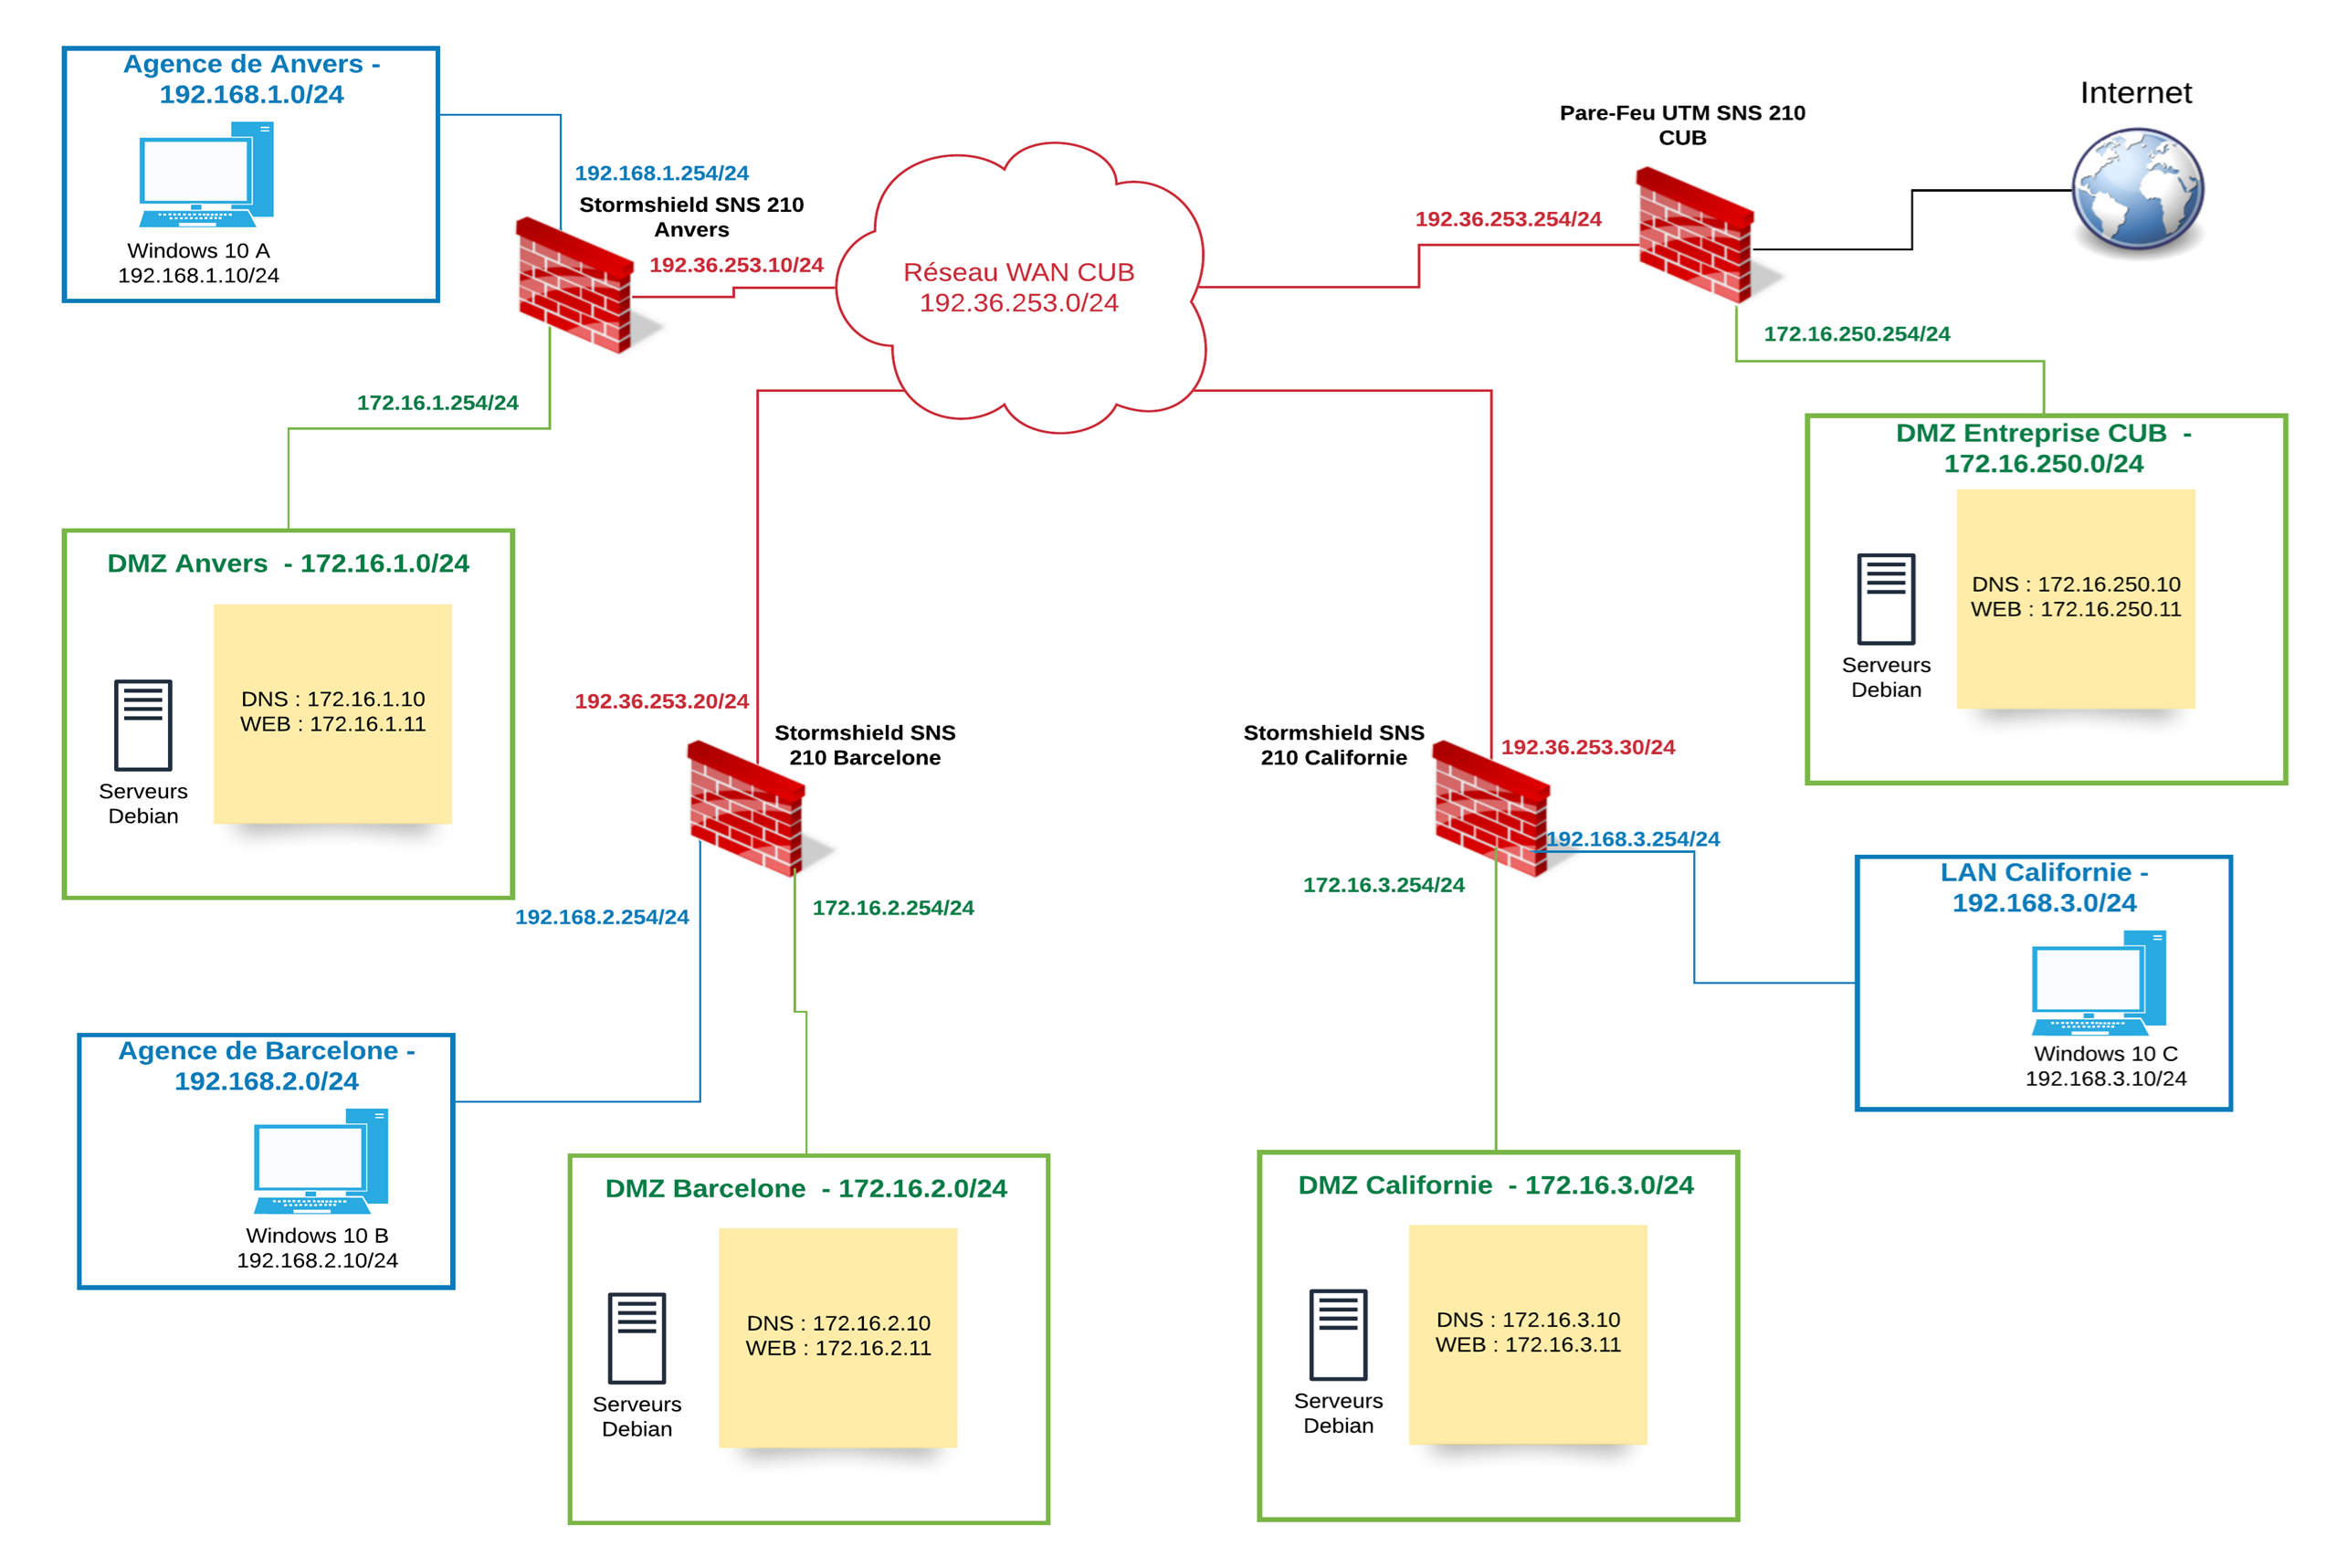 Agence de Anvers -
192.168.1.0/24
Windows 10 A
192.168.1.10/24
192.168.1.254/24
Stormshield SNS 210
Anvers
192.36.253.10/24
Réseau WAN CUB
192.36.253.0/24
192.36.253.254/24
Pare-Feu UTM SNS 210
CUB
Internet
172.16.250.254/24
172.16.1.254/24
DMZ Entreprise CUB -
172.16.250.0/24
DNS : 172.16.250.10
WEB : 172.16.250.11
Serveurs
Debian
DMZ Anvers - 172.16.1.0/24
DNS : 172.16.1.10
WEB : 172.16.1.11
Serveurs
Debian
192.36.253.20/24
Stormshield SNS
210 Barcelone
Stormshield SNS
210 Californie
192.36.253.30/24
192.168.3.254/24
172.16.3.254/24
192.168.2.254/24
172.16.2.254/24
LAN Californie -
192.168.3.0/24
Windows 10 C
192.168.3.10/24
Agence de Barcelone -
192.168.2.0/24
Windows 10 B
192.168.2.10/24
DMZ Barcelone - 172.16.2.0/24
DNS : 172.16.2.10
WEB : 172.16.2.11
Serveurs
Debian
DMZ Californie - 172.16.3.0/24
DNS : 172.16.3.10
WEB : 172.16.3.11
Serveurs
Debian